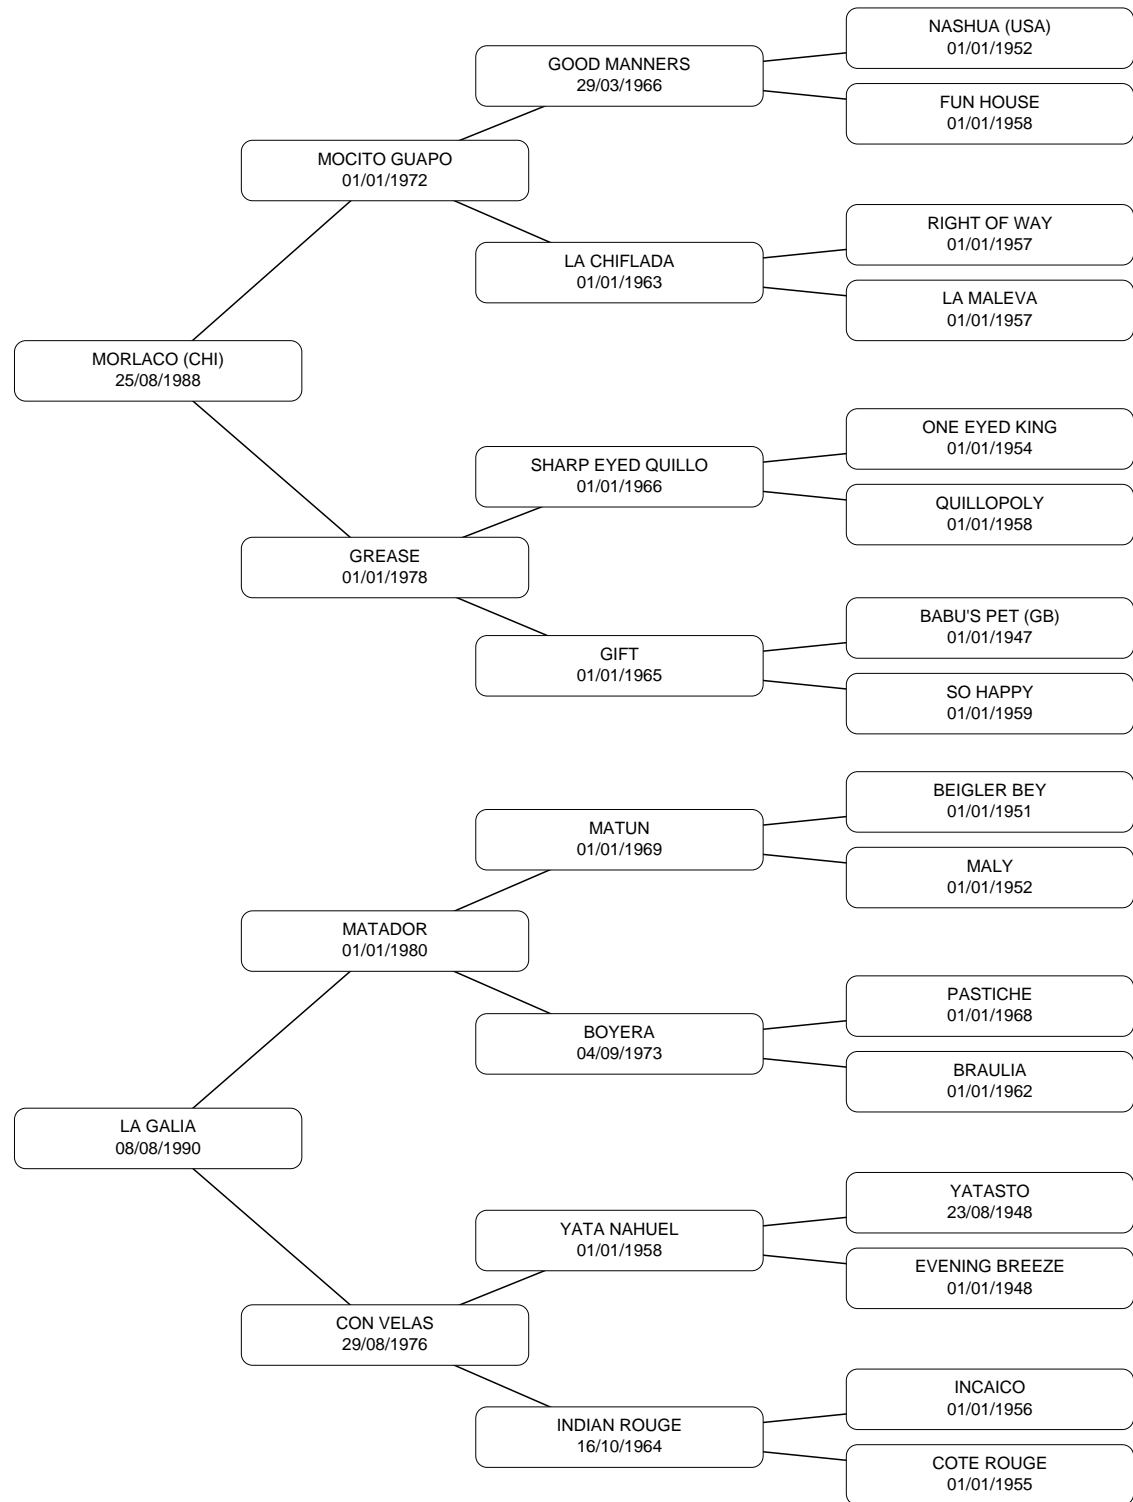 NASHUA (USA)
01/01/1952
GOOD MANNERS
29/03/1966
FUN HOUSE
01/01/1958
MOCITO GUAPO
01/01/1972
RIGHT OF WAY
01/01/1957
LA CHIFLADA
01/01/1963
LA MALEVA
01/01/1957
MORLACO (CHI)
25/08/1988
ONE EYED KING
01/01/1954
SHARP EYED QUILLO
01/01/1966
QUILLOPOLY
01/01/1958
GREASE
01/01/1978
BABU'S PET (GB)
01/01/1947
GIFT
01/01/1965
SO HAPPY
01/01/1959
BEIGLER BEY
01/01/1951
MATUN
01/01/1969
MALY
01/01/1952
MATADOR
01/01/1980
PASTICHE
01/01/1968
BOYERA
04/09/1973
BRAULIA
01/01/1962
LA GALIA
08/08/1990
YATASTO
23/08/1948
YATA NAHUEL
01/01/1958
EVENING BREEZE
01/01/1948
CON VELAS
29/08/1976
INCAICO
01/01/1956
INDIAN ROUGE
16/10/1964
COTE ROUGE
01/01/1955